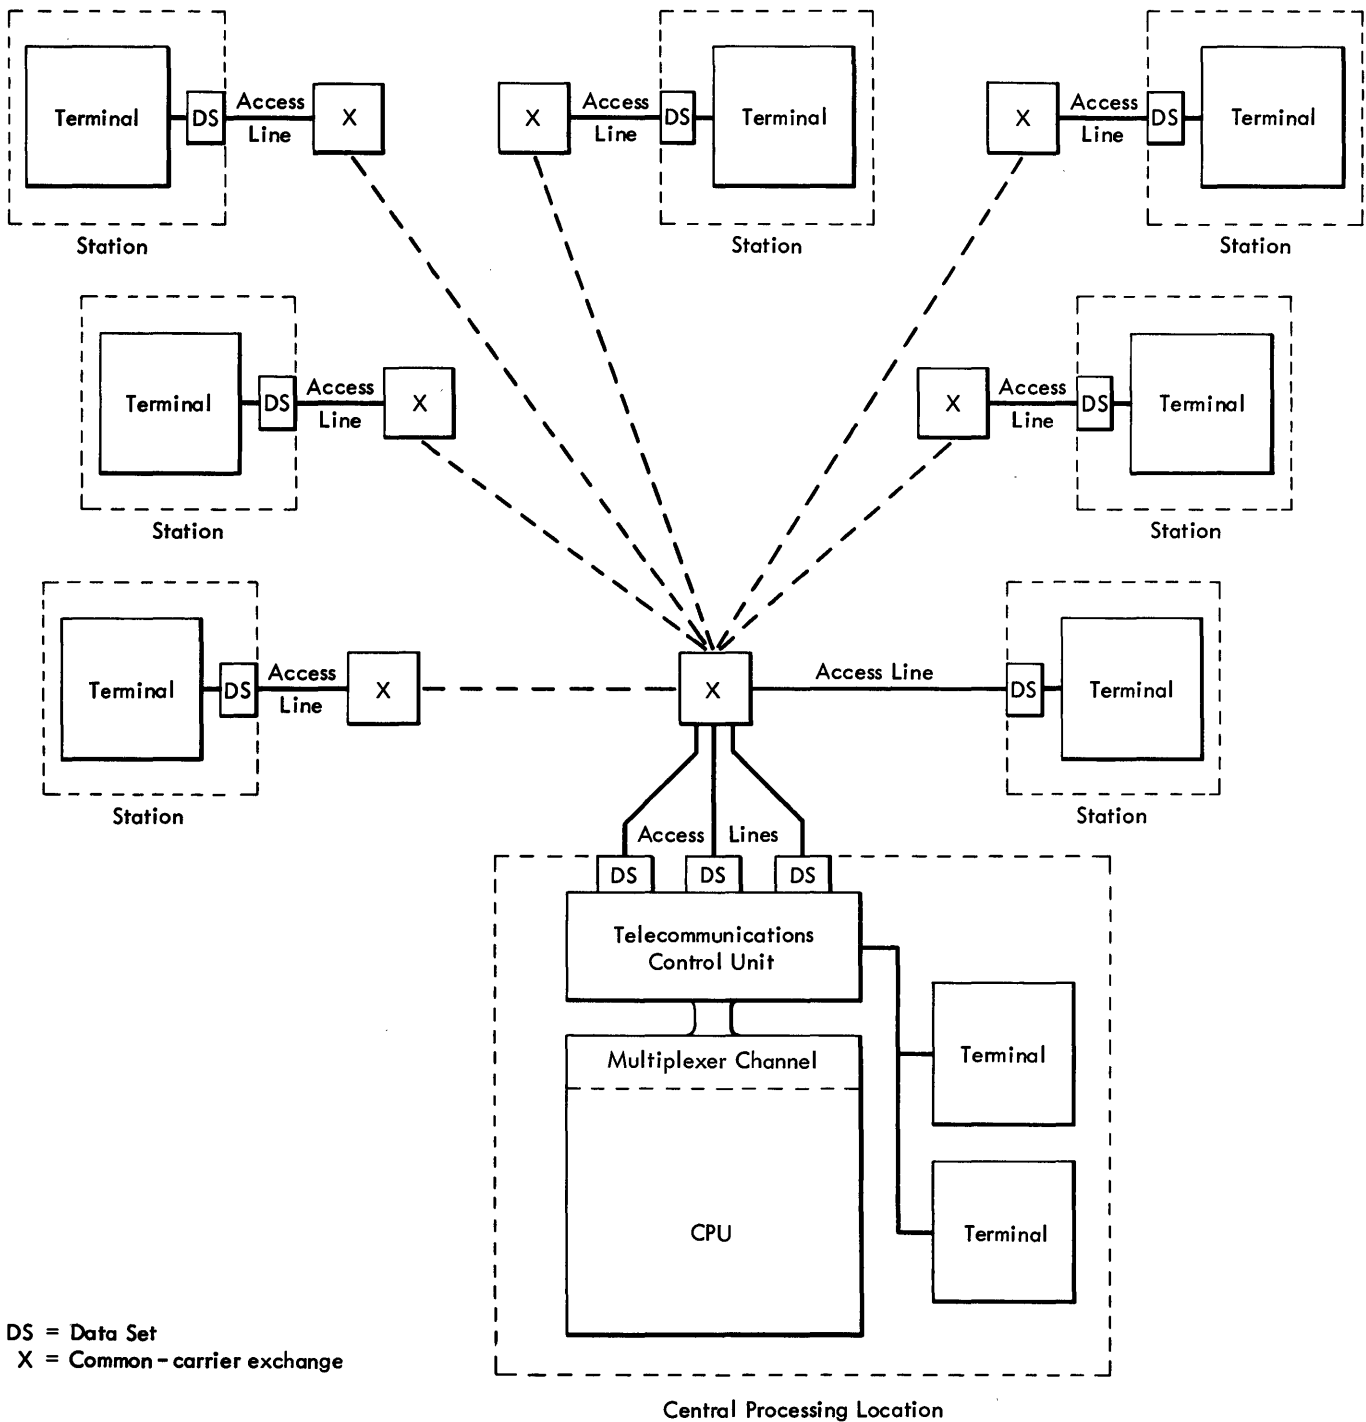 Terminal DS Access Line X
Station
X Access Line DS Terminal
Station
X Access Line DS Terminal
Station
Terminal DS Access Line X
Station
X Access Line DS Terminal
Station
Terminal DS Access Line X
Station
X Access Line DS Terminal
Station
Access Lines
DS DS DS
Telecommunications
Control Unit
Multiplexer Channel
CPU
Terminal
Terminal
DS = Data Set
X = Common-carrier exchange
Central Processing Location